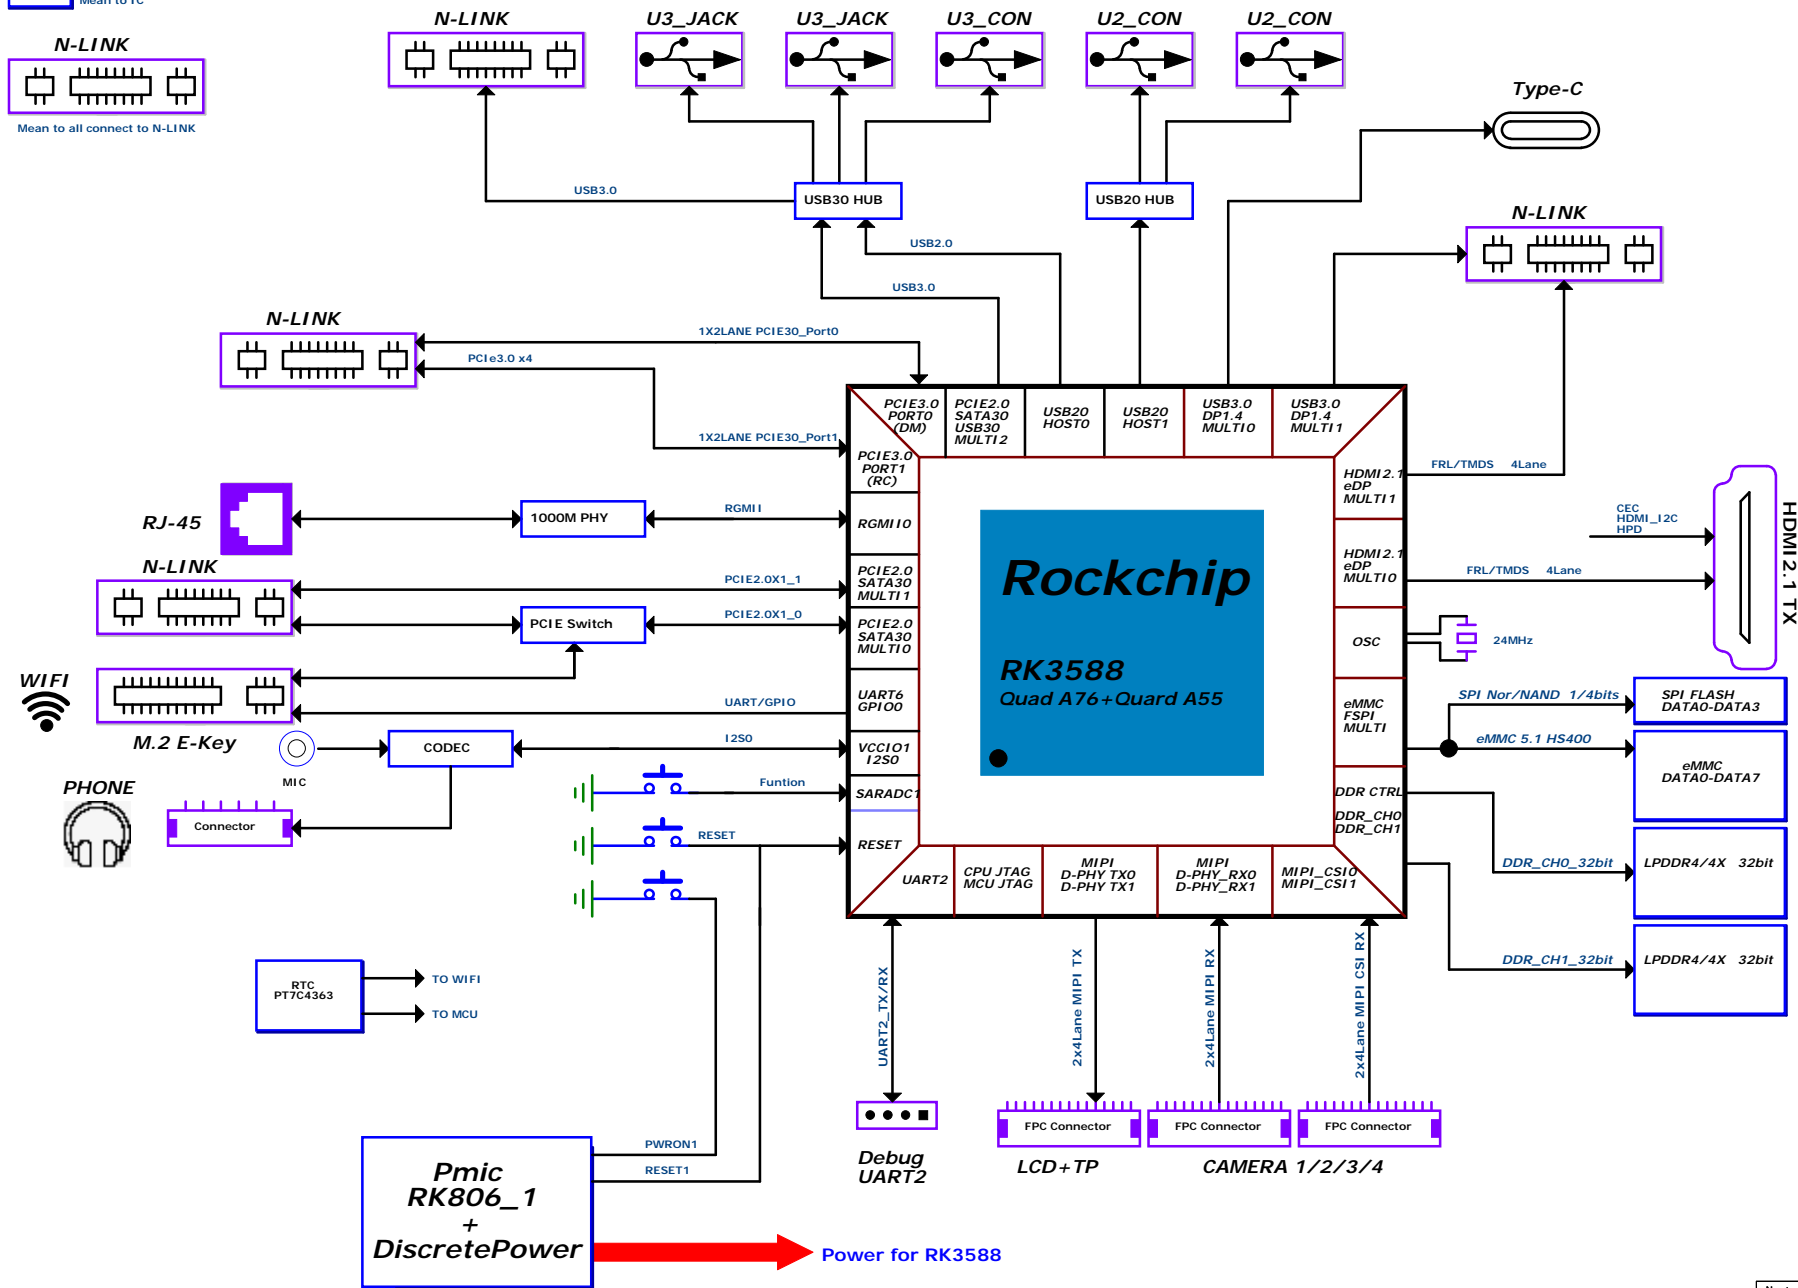 Mean to IC
N-LINK
Mean to all connect to N-LINK
N-LINK
U3_JACK
U3_JACK
U3_CON
U2_CON
U2_CON
Type-C
USB3.0
USB30 HUB
USB20 HUB
N-LINK
USB2.0
USB3.0
N-LINK
1X2LANE PCIE30_Port0
PCIe3.0 x4
1X2LANE PCIE30_Port1
PCIE3.0
PORT0
(DM)
PCIE2.0
SATA30
USB30
MULTI2
USB20
HOST0
USB20
HOST1
USB3.0
DP1.4
MULTI0
USB3.0
DP1.4
MULTI1
PCIE3.0
PORT1
(RC)
HDMI2.1
eDP
MULTI1
FRL/TMDS 4Lane
RJ-45
1000M PHY
RGMII
RGMII0
CEC
HDMI_I2C
HPD
HDMI2.1 TX
HDMI2.1
eDP
MULTI0
FRL/TMDS 4Lane
N-LINK
PCIE2.0X1_1
PCIE2.0
SATA30
MULTI1
PCIE Switch
PCIE2.0X1_0
PCIE2.0
SATA30
MULTI0
Rockchip
RK3588
Quad A76+Quard A55
OSC
24MHz
WIFI
M.2 E-Key
UART/GPIO
UART6
GPIO0
eMMC
FSPI
MULTI
SPI Nor/NAND 1/4bits
SPI FLASH
DATA0-DATA3
eMMC 5.1 HS400
eMMC
DATA0-DATA7
MIC
CODEC
I2S0
VCCIO1
I2S0
PHONE
Connector
Funtion
SARADC1
DDR CTRL
DDR_CH0
DDR_CH1
RESET
RESET
DDR_CH0_32bit
LPDDR4/4X 32bit
UART2
CPU JTAG
MCU JTAG
MIPI
D-PHY TX0
D-PHY TX1
MIPI
D-PHY_RX0
D-PHY_RX1
MIPI_CSI0
MIPI_CSI1
DDR_CH1_32bit
LPDDR4/4X 32bit
RTC
PT7C4363
TO WIFI
TO MCU
UART2_TX/RX
2x4Lane MIPI TX
2x4Lane MIPI RX
2x4Lane MIPI CSI RX
Debug
UART2
FPC Connector
FPC Connector
FPC Connector
LCD+TP
CAMERA 1/2/3/4
Pmic
RK806_1
+
DiscretePower
PWRON1
RESET1
Power for RK3588